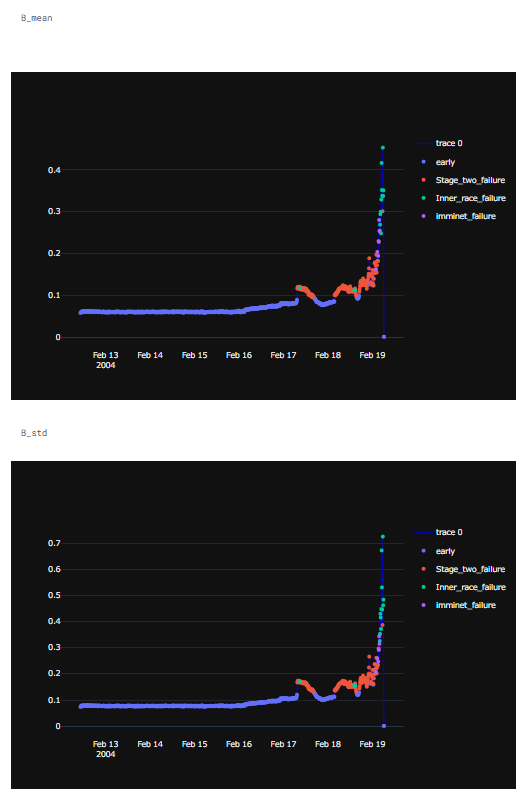 B_mean
trace 0
early
Stage_two_failure
Inner_race_failure
imminet_failure
0.4
0.3
0.2
0.1
0
Feb 13 Feb 14 Feb 15 Feb 16 Feb 17 Feb 18 Feb 19
2004
B_std
trace 0
early
Stage_two_failure
Inner_race_failure
imminet_failure
0.7
0.6
0.5
0.4
0.3
0.2
0.1
0
Feb 13 Feb 14 Feb 15 Feb 16 Feb 17 Feb 18 Feb 19
2004